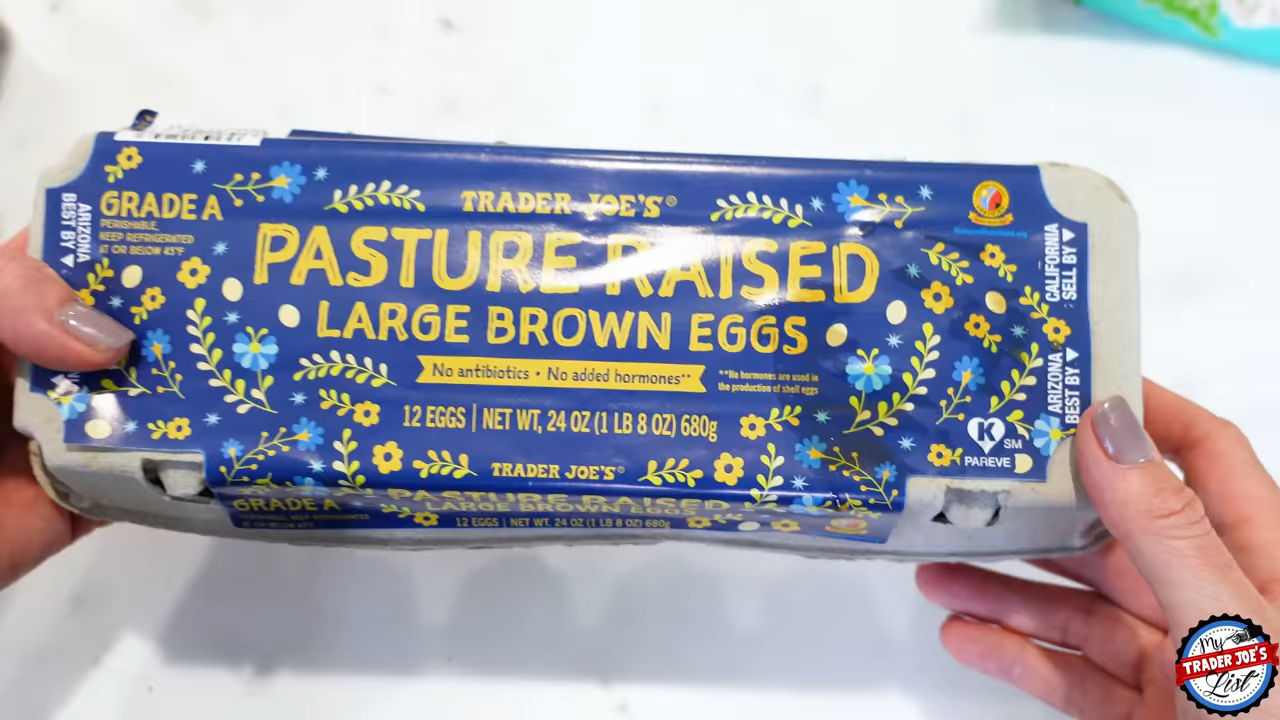 GRADE A
PERISHABLE,
KEEP REFRIGERATED
AT OR BELOW 45°F
ARIZONA
BEST BY
TRADER JOE'S®
PASTURE RAISED
LARGE BROWN EGGS
No antibiotics • No added hormones**
**No hormones are used in
the production of shell eggs
12 EGGS | NET WT, 24 OZ (1 LB 8 OZ) 680g
TRADER JOE'S®
CALIFORNIA
SELL BY
ARIZONA
BEST BY
K SM
PAREVE
GRADE A
PASTURE RAISED
LARGE BROWN EGGS
12 EGGS | NET WT. 24 OZ (1 LB 8 OZ) 680g
My
TRADER JOE'S
List